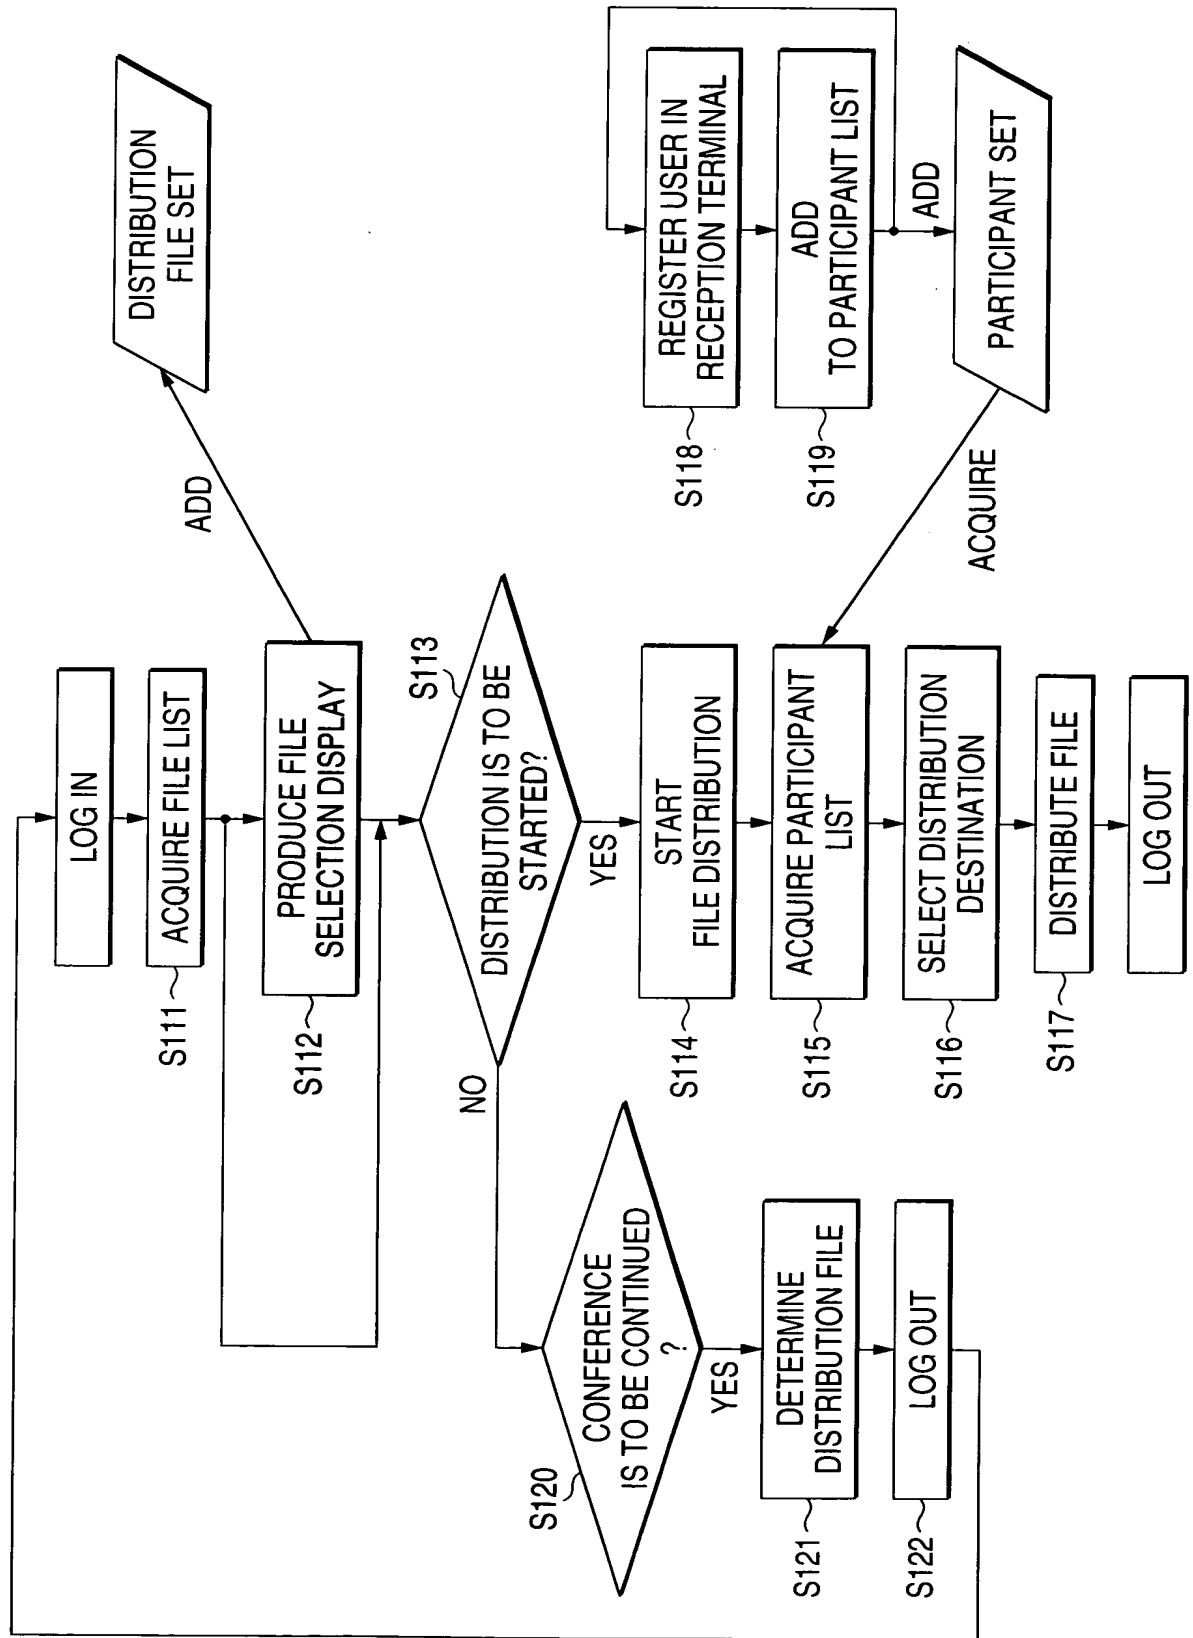 LOG IN
ACQUIRE FILE LIST
S111
PRODUCE FILE
SELECTION DISPLAY
S112
ADD
DISTRIBUTION
FILE SET
DISTRIBUTION IS TO BE
STARTED?
S113
NO
YES
START
FILE DISTRIBUTION
S114
ACQUIRE PARTICIPANT
LIST
S115
SELECT DISTRIBUTION
DESTINATION
S116
DISTRIBUTE FILE
S117
LOG OUT
REGISTER USER IN
RECEPTION TERMINAL
S118
ADD
TO PARTICIPANT LIST
S119
ADD
PARTICIPANT SET
ACQUIRE
CONFERENCE
IS TO BE CONTINUED
?
S120
YES
DETERMINE
DISTRIBUTION FILE
S121
LOG OUT
S122